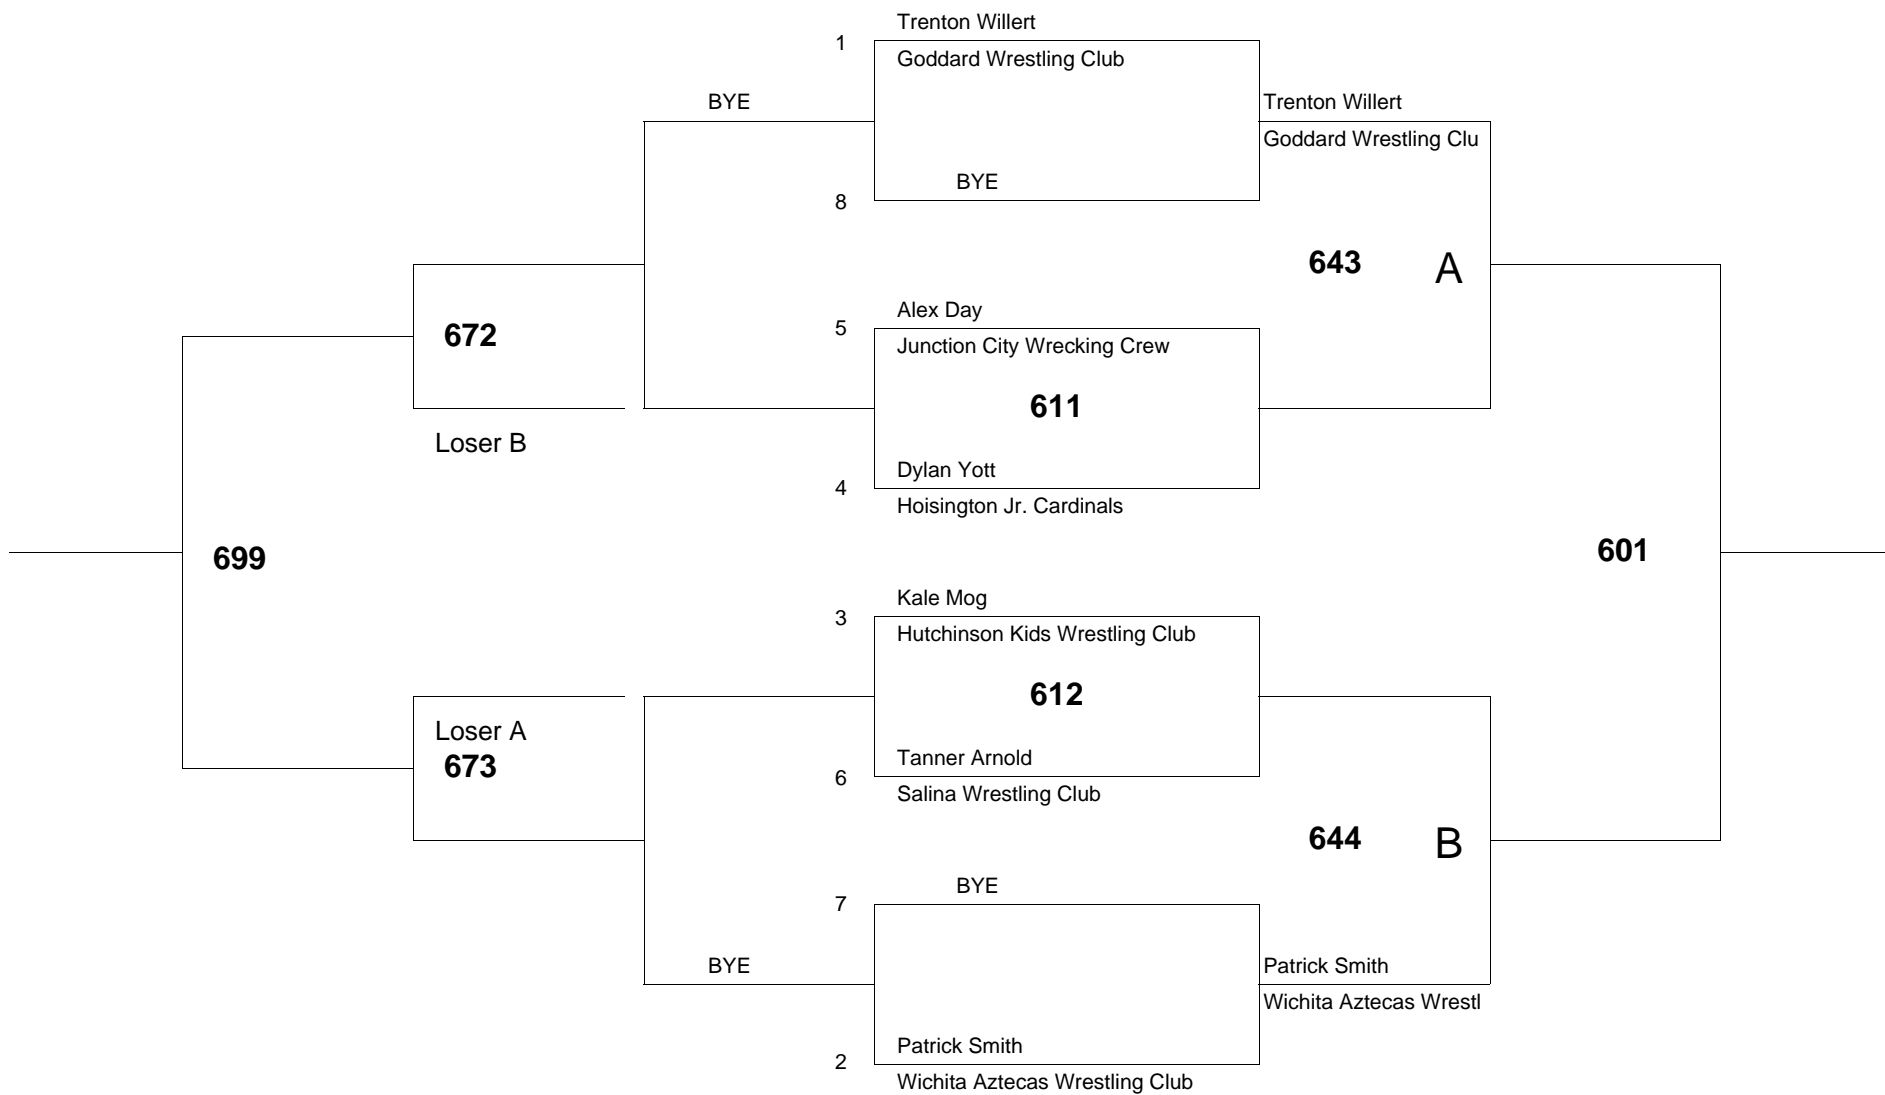 Trenton Willert
1
Goddard Wrestling Club
BYE
Trenton Willert
Goddard Wrestling Clu
BYE
8
643
A
Alex Day
5
Junction City Wrecking Crew
672
611
Loser B
Dylan Yott
4
Hoisington Jr. Cardinals
699
601
Kale Mog
3
Hutchinson Kids Wrestling Club
612
Loser A
673
Tanner Arnold
6
Salina Wrestling Club
644
B
BYE
7
BYE
Patrick Smith
Wichita Aztecas Wrestl
Patrick Smith
2
Wichita Aztecas Wrestling Club